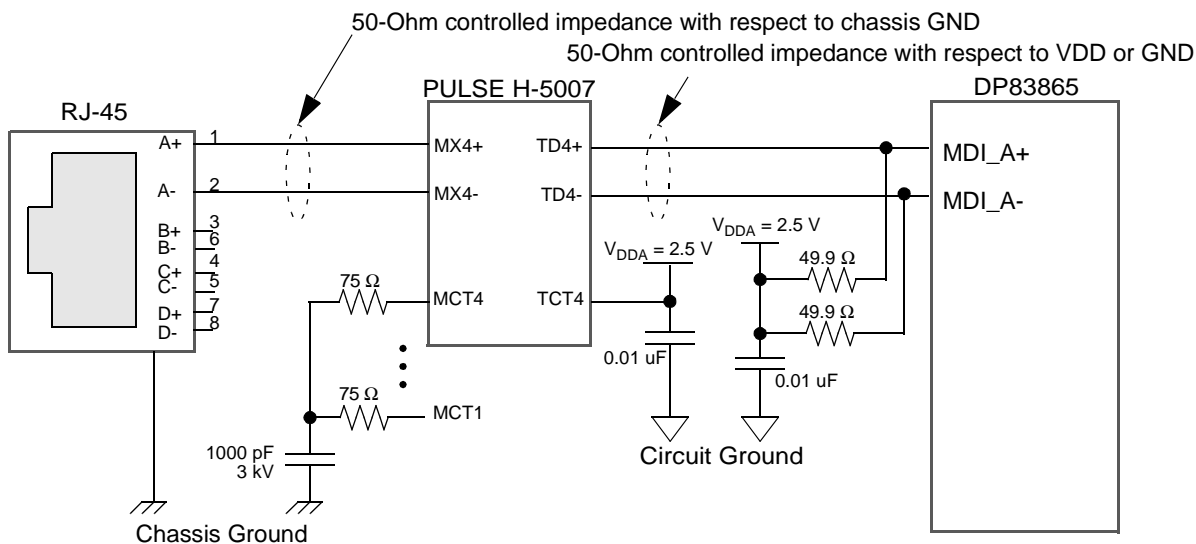 50-Ohm controlled impedance with respect to chassis GND
50-Ohm controlled impedance with respect to VDD or GND
RJ-45
PULSE H-5007
DP83865
A+ 1
MX4+
TD4+
MDI_A+
A- 2
MX4-
TD4-
MDI_A-
B+ 3
B- 6
C+ 4
C- 5
D+ 7
D- 8
VDDA = 2.5 V
VDDA = 2.5 V
49.9 Ω
75 Ω
MCT4
TCT4
49.9 Ω
0.01 uF
0.01 uF
75 Ω
MCT1
1000 pF
3 kV
Circuit Ground
Chassis Ground